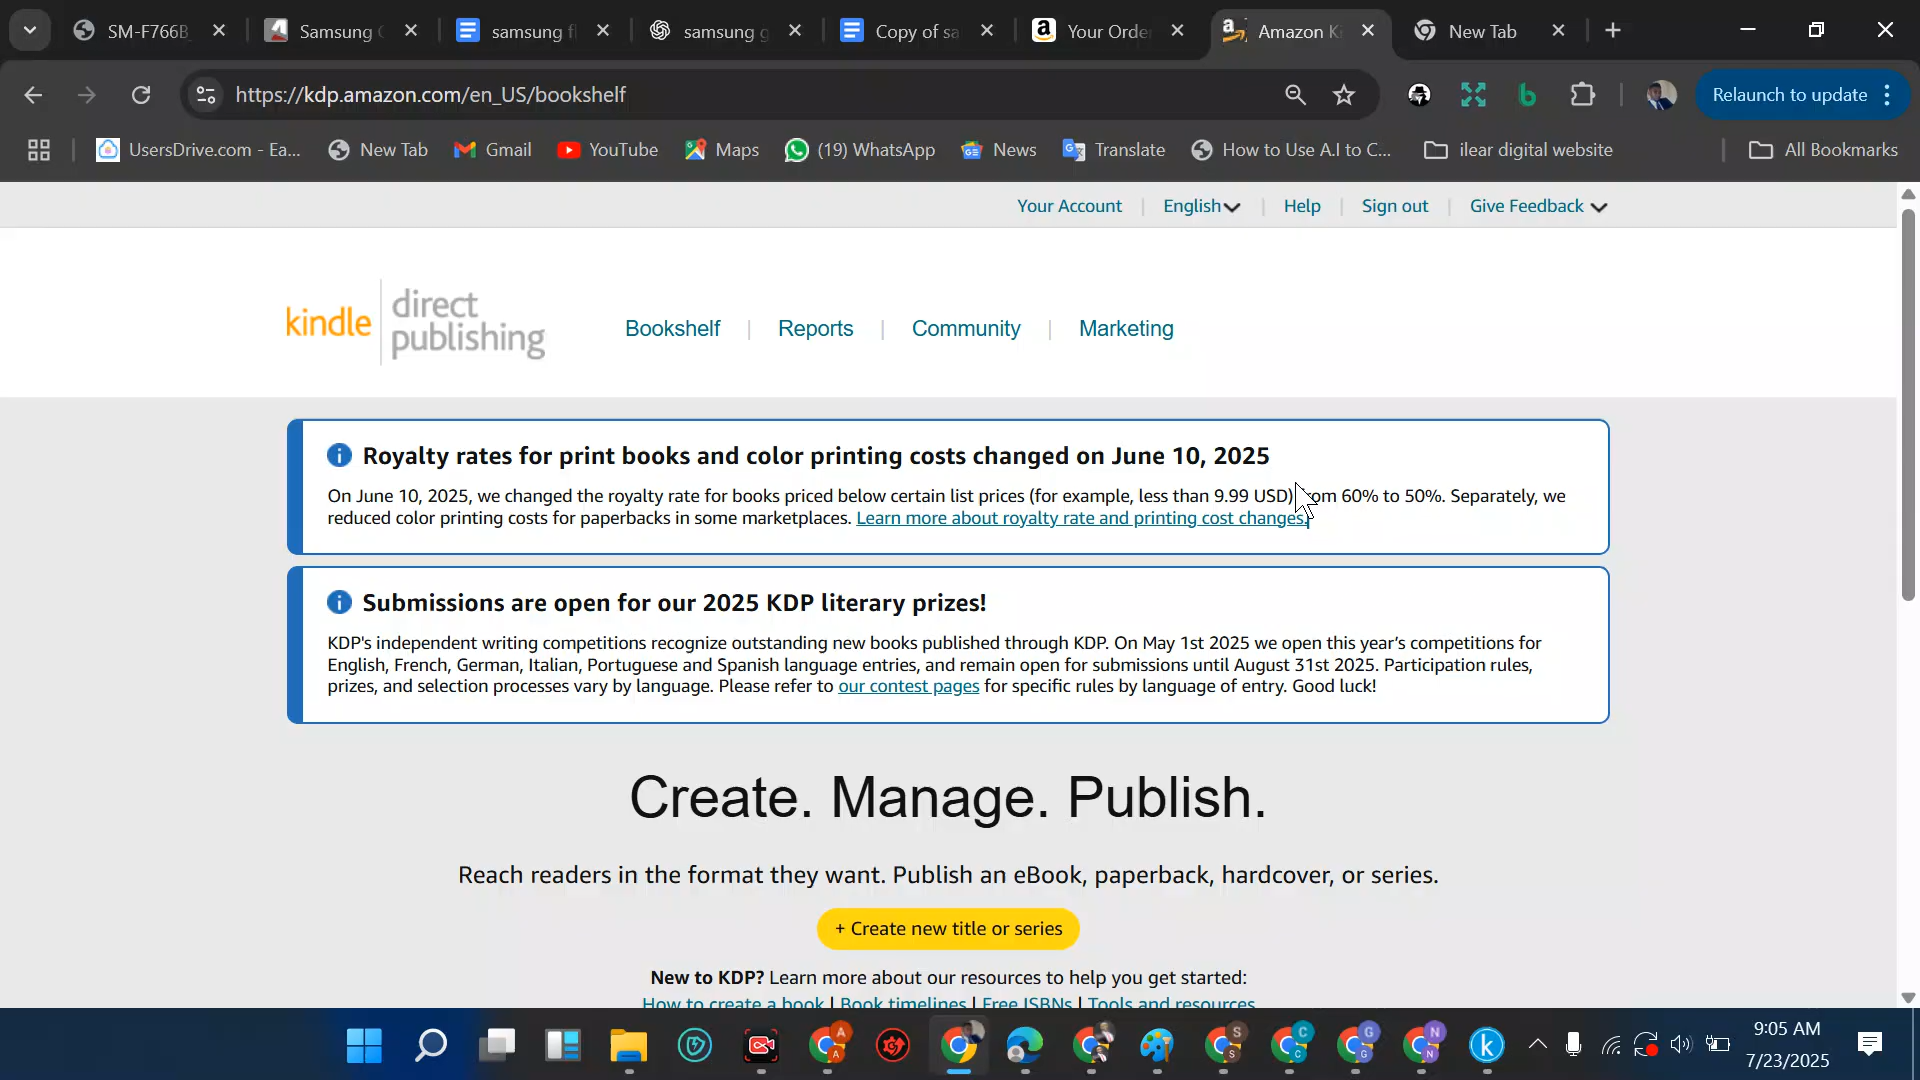 SM-F766B
Samsung
samsung f
samsung g
Copy of sa
Your Orde
Amazon K
New Tab
https://kdp.amazon.com/en_US/bookshelf
Relaunch to update
UsersDrive.com - Ea...
New Tab
Gmail
YouTube
Maps
(19) WhatsApp
News
Translate
How to Use A.I to C...
ilear digital website
All Bookmarks
Your Account | English | Help | Sign out | Give Feedback
kindle direct publishing
Bookshelf | Reports | Community | Marketing
Royalty rates for print books and color printing costs changed on June 10, 2025
On June 10, 2025, we changed the royalty rate for books priced below certain list prices (for example, less than 9.99 USD) from 60% to 50%. Separately, we
reduced color printing costs for paperbacks in some marketplaces. Learn more about royalty rate and printing cost changes.
Submissions are open for our 2025 KDP literary prizes!
KDP's independent writing competitions recognize outstanding new books published through KDP. On May 1st 2025 we open this year's competitions for
English, French, German, Italian, Portuguese and Spanish language entries, and remain open for submissions until August 31st 2025. Participation rules,
prizes, and selection processes vary by language. Please refer to our contest pages for specific rules by language of entry. Good luck!
Create. Manage. Publish.
Reach readers in the format they want. Publish an eBook, paperback, hardcover, or series.
+ Create new title or series
New to KDP? Learn more about our resources to help you get started:
How to create a book | Book timelines | Free ISBNs | Tools and resources
9:05 AM
7/23/2025